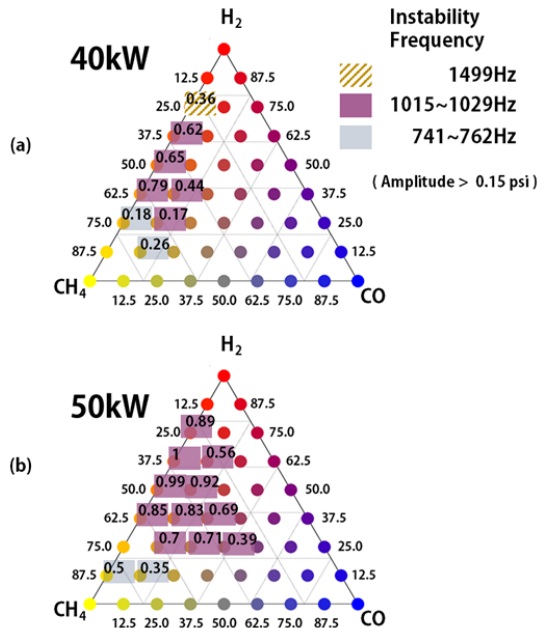 H2
Instability
Frequency
40kW
1499Hz
1015~1029Hz
741~762Hz
( Amplitude > 0.15 psi )
(a)
12.5 87.5
0.36
25.0 75.0
0.62
37.5 62.5
0.65
50.0 50.0
0.79 0.44
62.5 37.5
0.18 0.17
75.0 25.0
0.26
87.5 12.5
CH4 CO
12.5 25.0 37.5 50.0 62.5 75.0 87.5
H2
50kW
(b)
12.5 87.5
0.89
25.0 75.0
1 0.56
37.5 62.5
0.99 0.92
50.0 50.0
0.85 0.83 0.69
62.5 37.5
0.7 0.71 0.39
75.0 25.0
0.5 0.35
87.5 12.5
CH4 CO
12.5 25.0 37.5 50.0 62.5 75.0 87.5